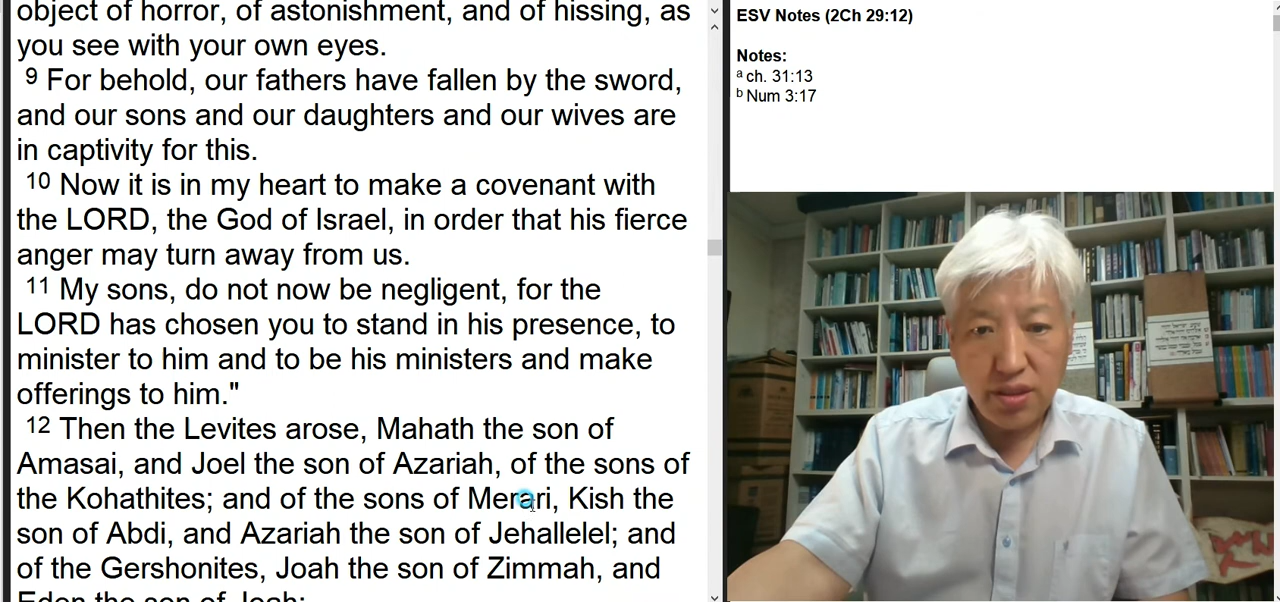 object of horror, of astonishment, and of hissing, as
you see with your own eyes.
9 For behold, our fathers have fallen by the sword,
and our sons and our daughters and our wives are
in captivity for this.
10 Now it is in my heart to make a covenant with
the LORD, the God of Israel, in order that his fierce
anger may turn away from us.
11 My sons, do not now be negligent, for the
LORD has chosen you to stand in his presence, to
minister to him and to be his ministers and make
offerings to him."
12 Then the Levites arose, Mahath the son of
Amasai, and Joel the son of Azariah, of the sons of
the Kohathites; and of the sons of Merari, Kish the
son of Abdi, and Azariah the son of Jehallelel; and
of the Gershonites, Joah the son of Zimmah, and
Eden the son of Joah;
ESV Notes (2Ch 29:12)
Notes:
a ch. 31:13
b Num 3:17